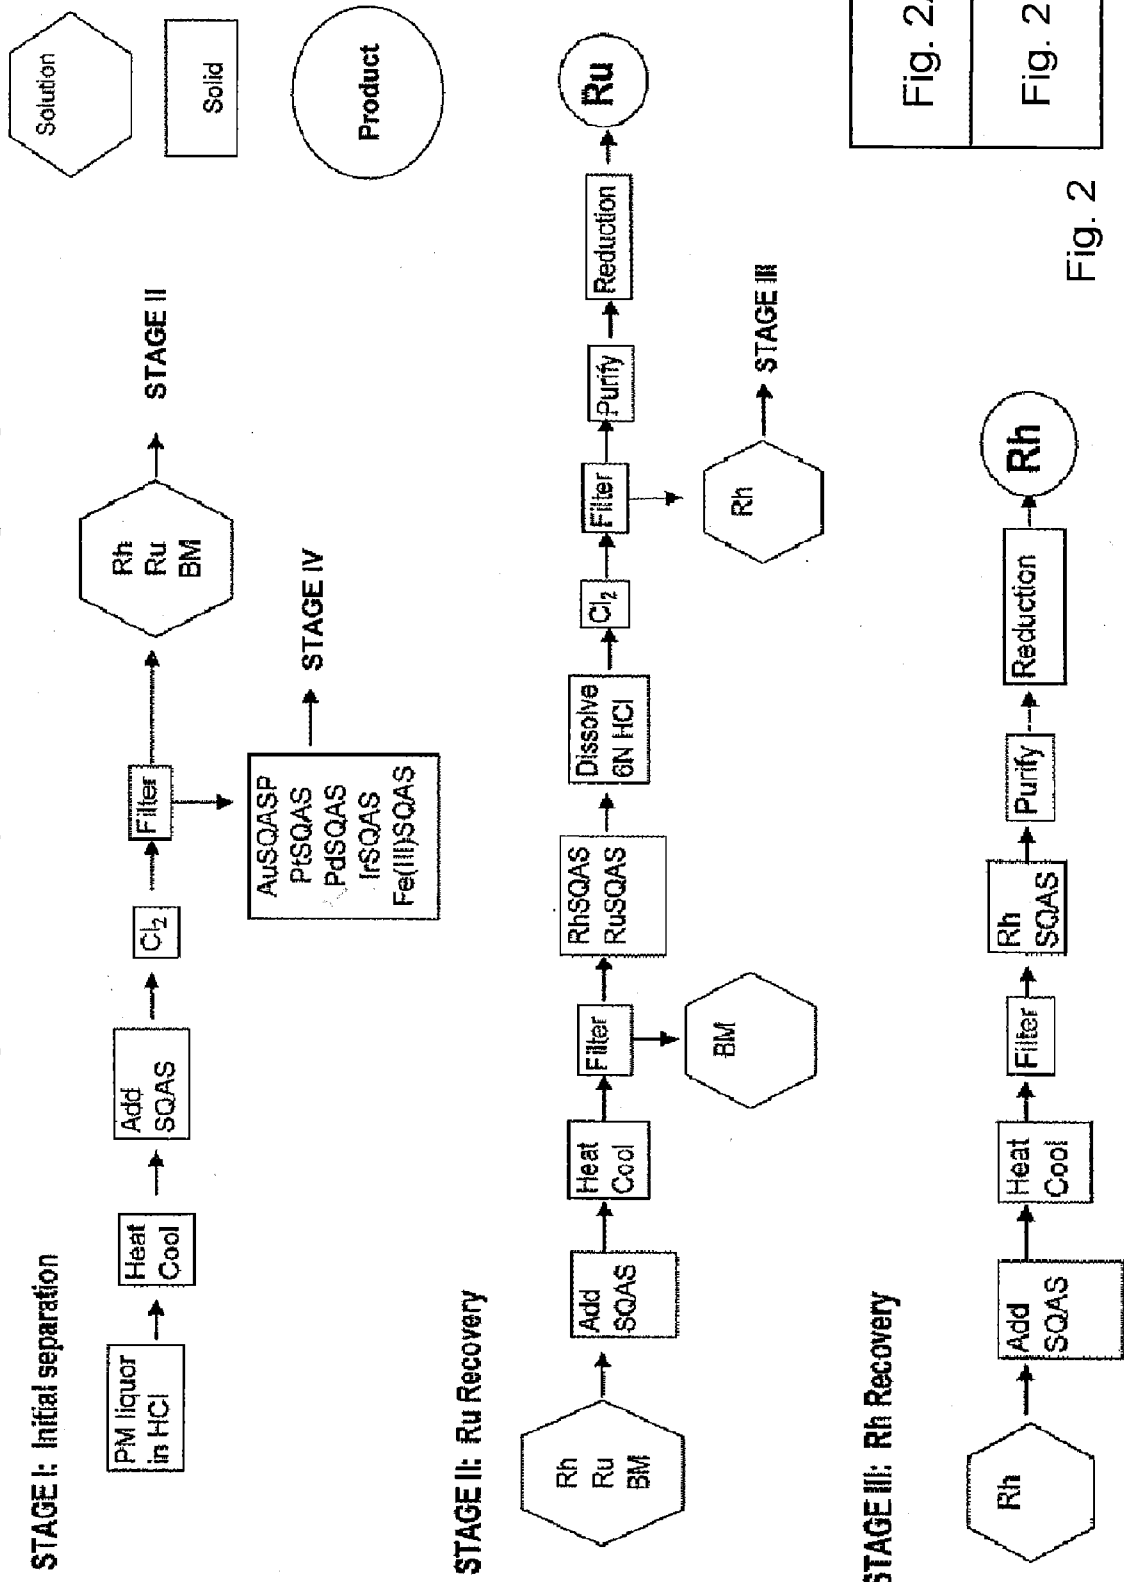 Solution
Solid
Product
STAGE I: Initial separation
PM liquor
in HCl
Heat
Cool
Add
SQAS
Cl₂
Filter
Rh
Ru
BM
STAGE II
AuSQASP
PtSQAS
PdSQAS
IrSQAS
Fe(III)SQAS
STAGE IV
STAGE II: Ru Recovery
Rh
Ru
BM
Add
SQAS
Heat
Cool
Filter
BM
RhSQAS
RuSQAS
Dissolve
6N HCl
Cl₂
Filter
Rh
STAGE III
Purify
Reduction
Ru
STAGE III: Rh Recovery
Rh
Add
SQAS
Heat
Cool
Filter
Rh
SQAS
Purify
Reduction
Rh
Fig. 2
Fig. 2